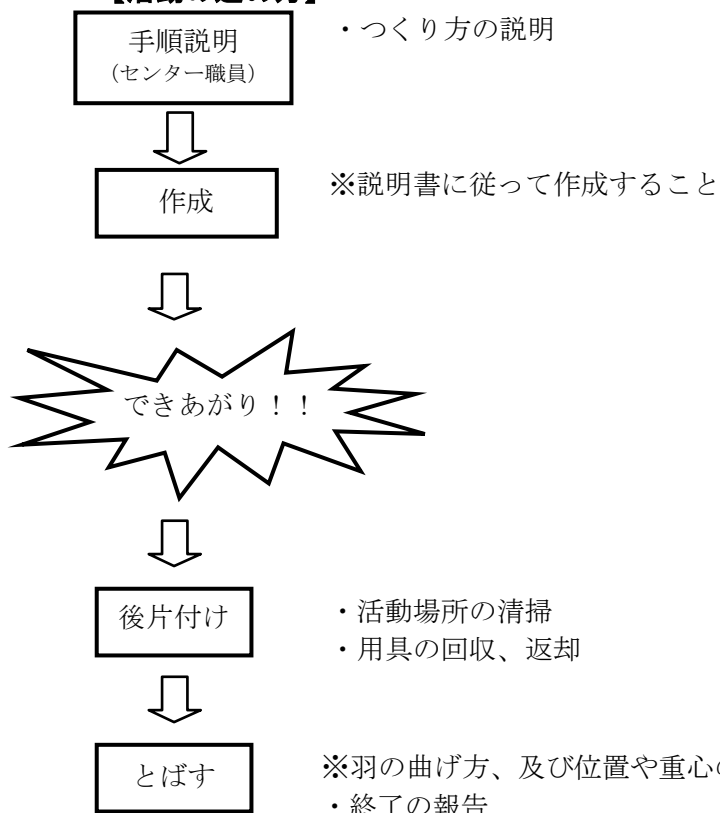 ・つくり方の説明
手順説明
（センター職員）
※説明書に従って作成すること
作成
できあがり！！
後片付け
・活動場所の清掃
・用具の回収、返却
とばす
※羽の曲げ方、及び位置や重心の
・終了の報告